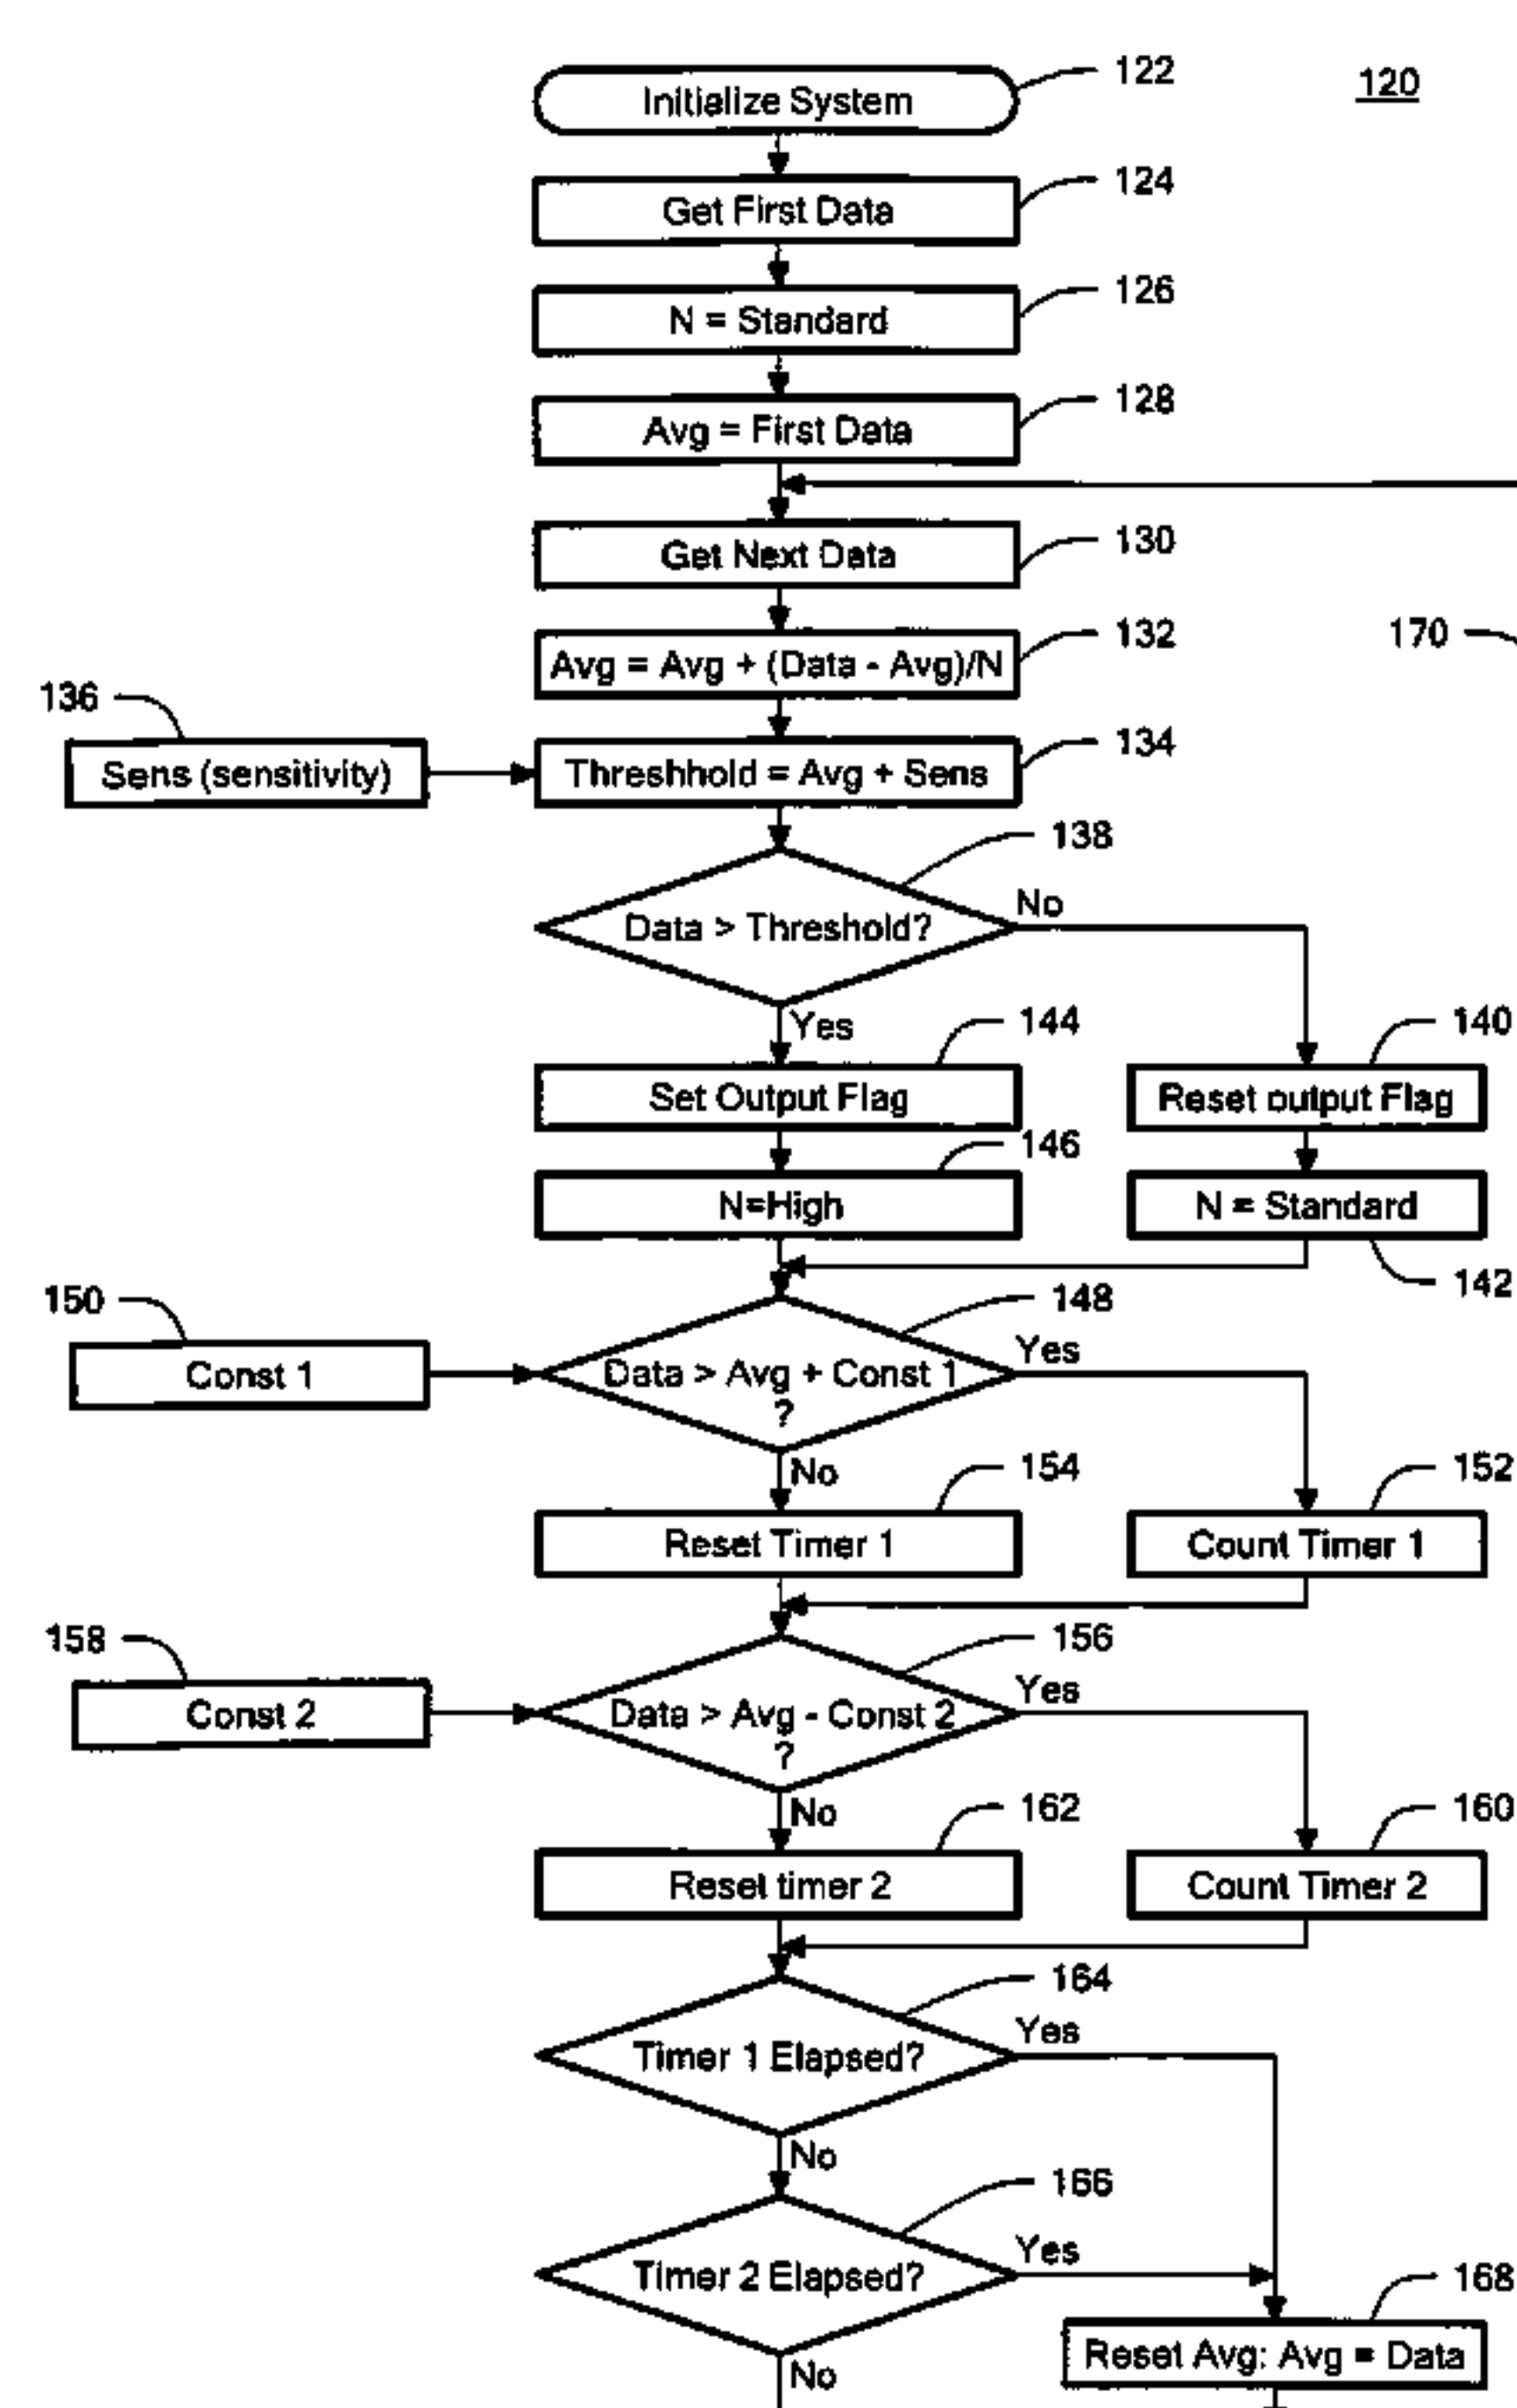 122
120
Initialize System
124
Get First Data
126
N = Standard
128
Avg = First Data
130
Get Next Data
132
170
Avg = Avg + (Data - Avg)/N
136
134
Sens (sensitivity)
Threshhold = Avg + Sens
138
No
Data > Threshold?
Yes
144
140
Set Output Flag
Reset output Flag
146
N=High
N = Standard
142
150
148
Yes
Const 1
Data > Avg + Const 1
?
No
154
152
Reset Timer 1
Count Timer 1
158
156
Yes
Const 2
Data > Avg - Const 2
?
No
162
160
Reset timer 2
Count Timer 2
164
Yes
Timer 1 Elapsed?
No
166
Yes
Timer 2 Elapsed?
168
Reset Avg: Avg = Data
No